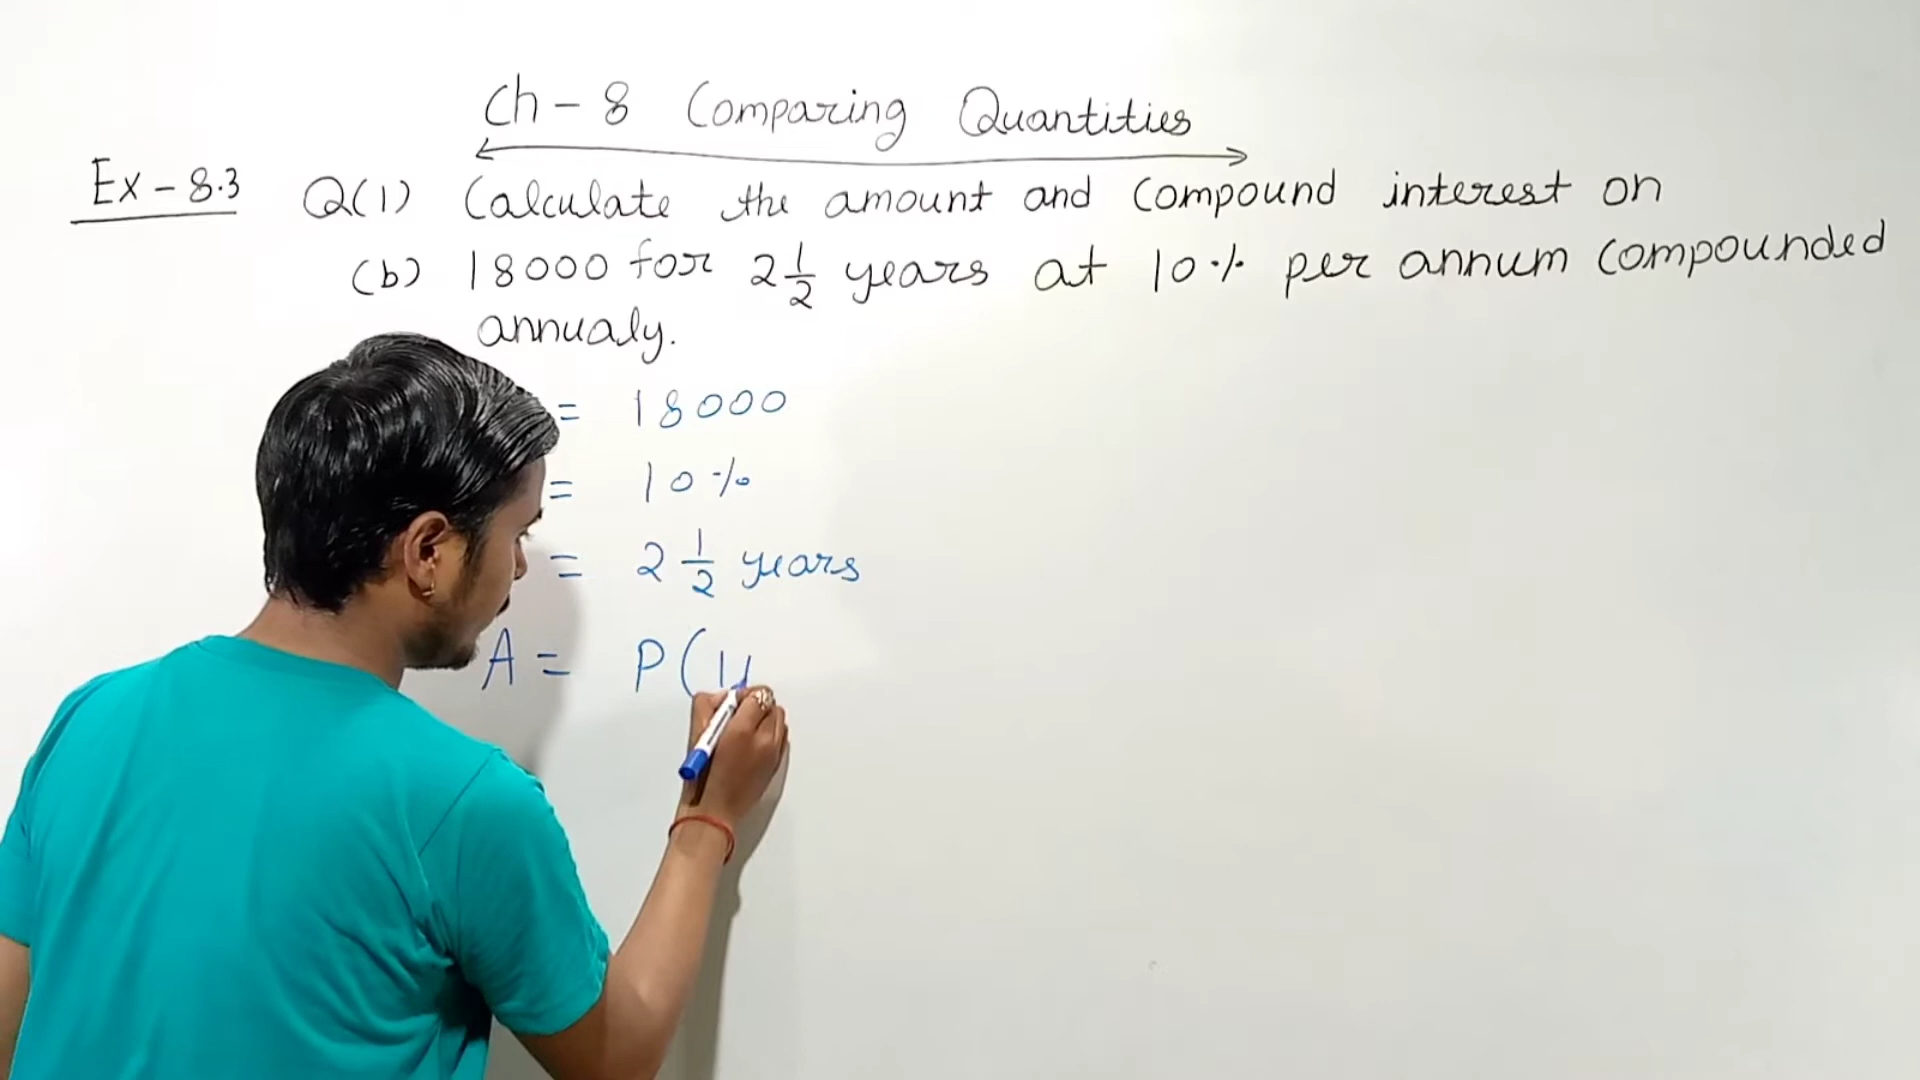 Ch - 8 Comparing Quantities
Ex - 8.3 Q(1) Calculate the amount and compound interest on
(b) 18000 for 2 1/2 years at 10% per annum compounded
annualy.
= 18000
= 10%
= 2 1/2 years
A = P(1